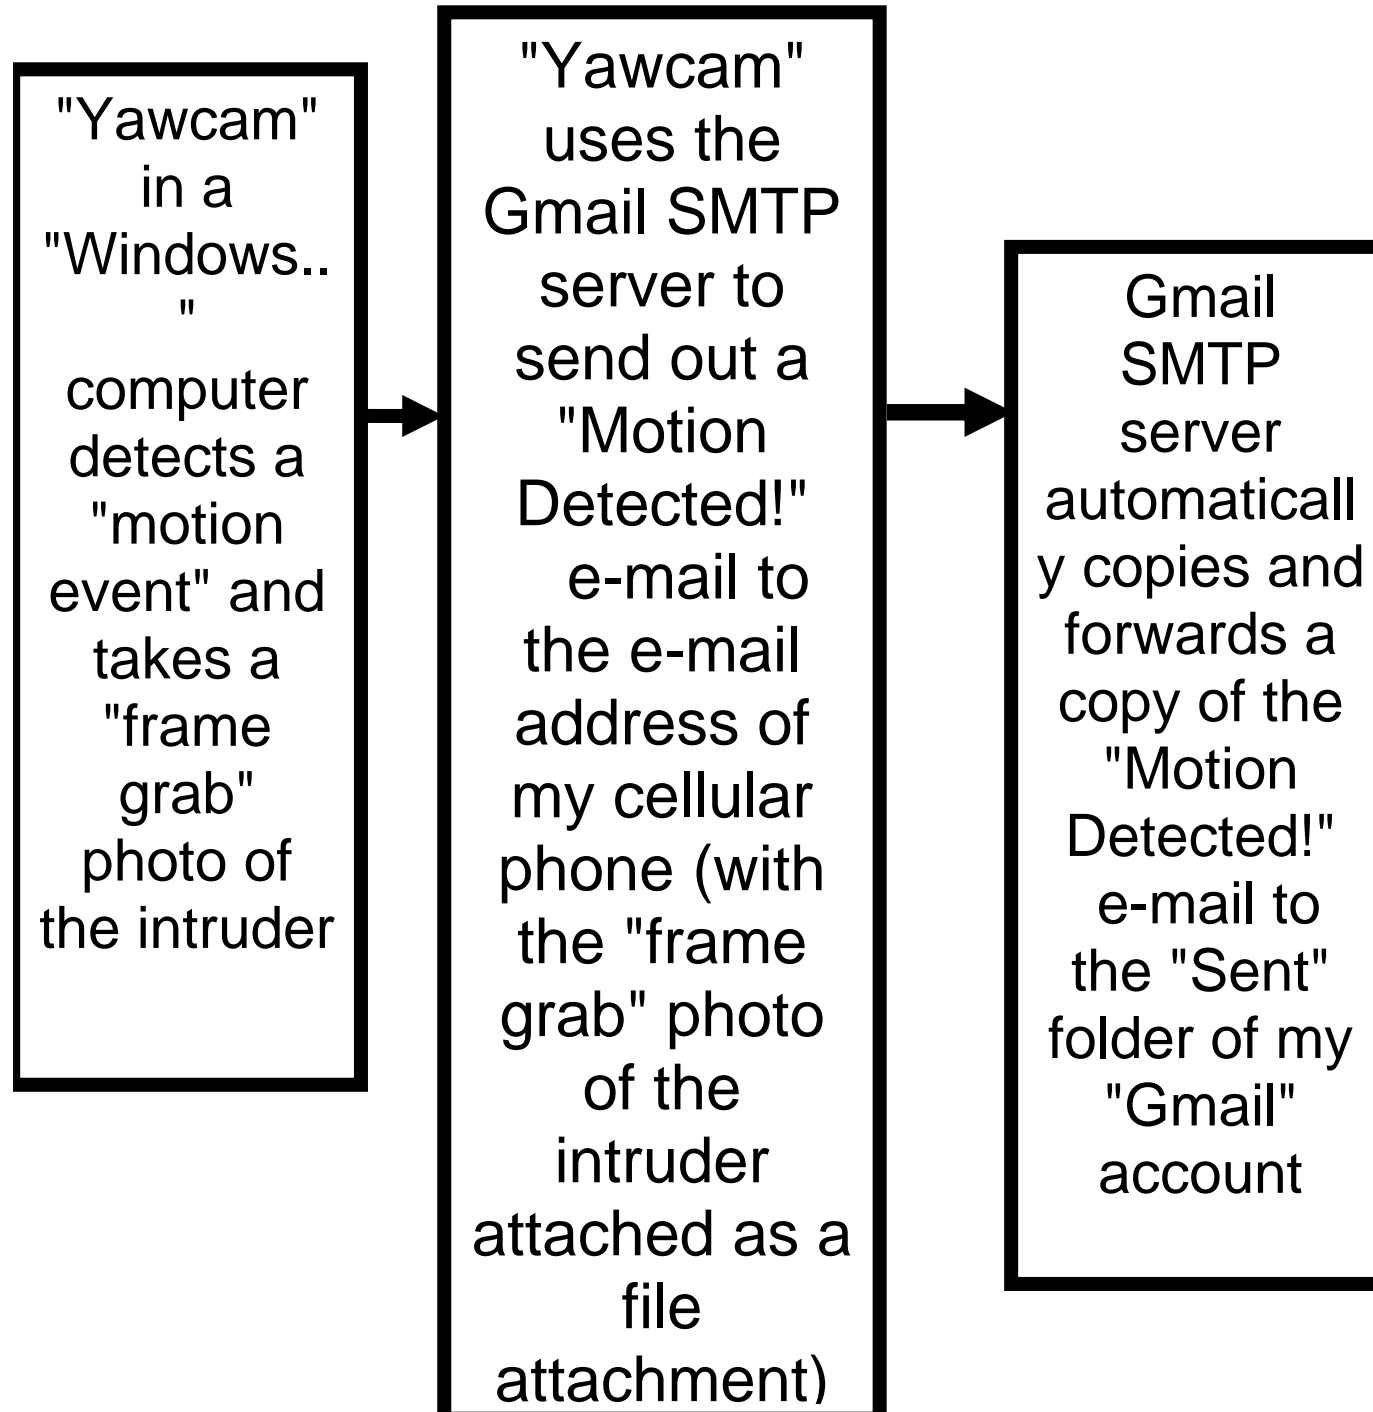 "Yawcam"
in a
"Windows..
"
computer
detects a
"motion
event" and
takes a
"frame
grab"
photo of
the intruder
"Yawcam"
uses the
Gmail SMTP
server to
send out a
"Motion
Detected!"
e-mail to
the e-mail
address of
my cellular
phone (with
the "frame
grab" photo
of the
intruder
attached as a
file
attachment)
Gmail
SMTP
server
automaticall
y copies and
forwards a
copy of the
"Motion
Detected!"
e-mail to
the "Sent"
folder of my
"Gmail"
account